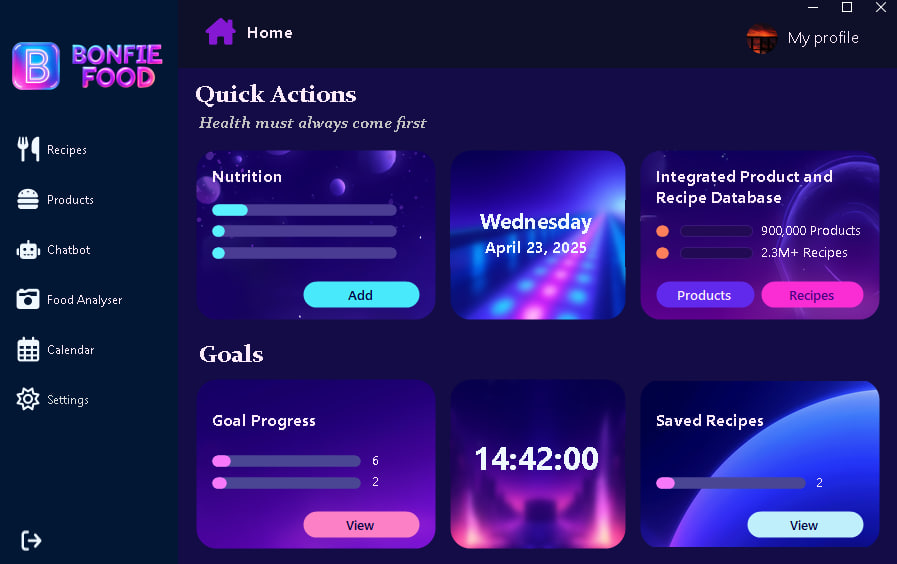 B BONFIE
FOOD
Home
My profile
Recipes
Products
Chatbot
Food Analyser
Calendar
Settings
Quick Actions
Health must always come first
Nutrition
Add
Wednesday
April 23, 2025
Integrated Product and
Recipe Database
900,000 Products
2.3M+ Recipes
Products
Recipes
Goals
Goal Progress
6
2
View
14:42:00
Saved Recipes
2
View